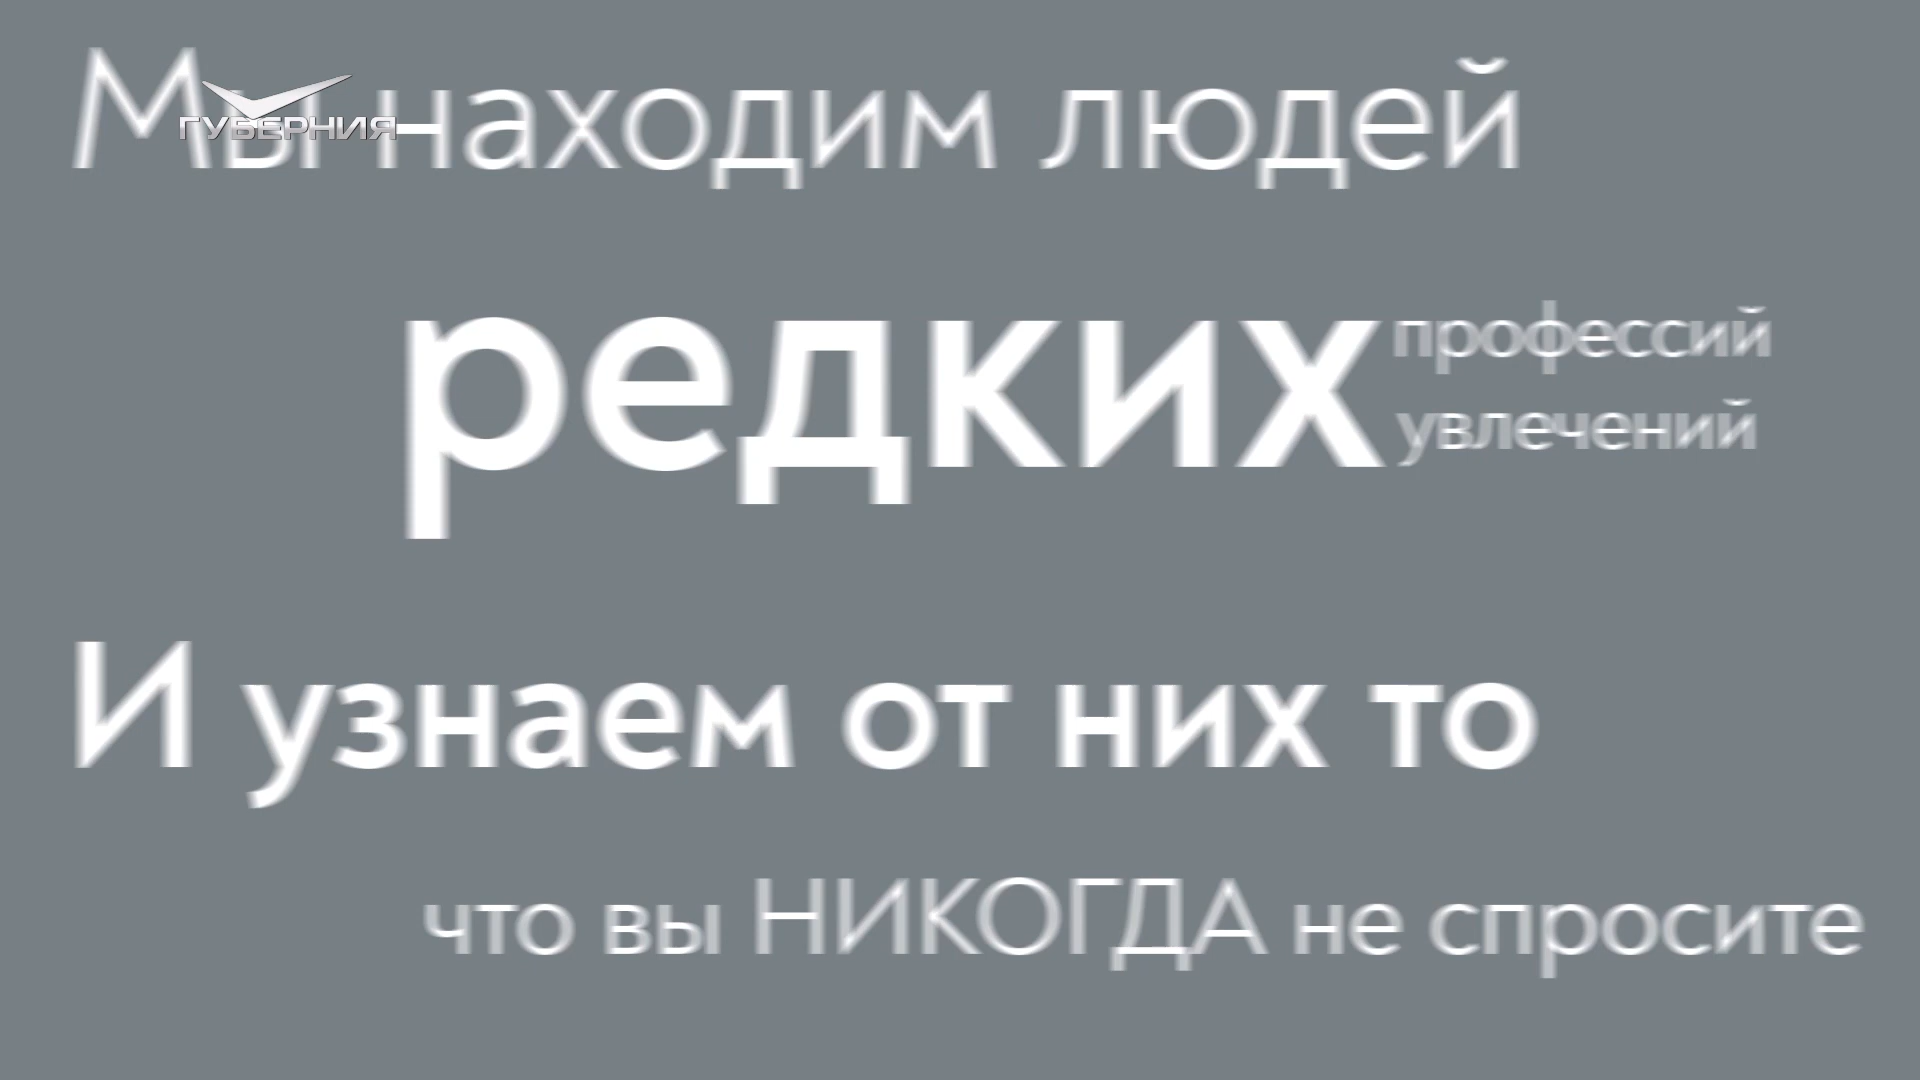 Мы находим людей
ГУБЕРНИЯ
редких
профессий
увлечений
И узнаем от них то
что вы НИКОГДА не спросите